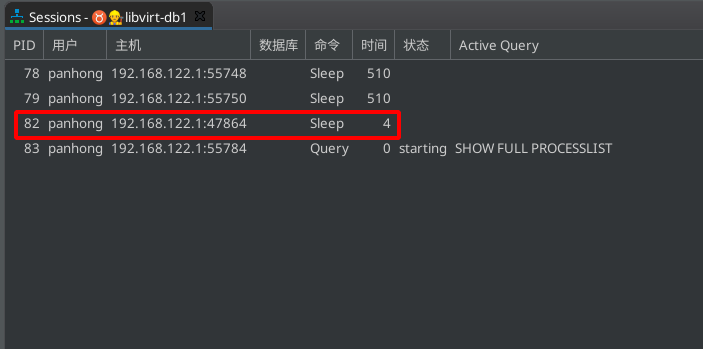 Sessions - ♉👷libvirt-db1
PID 用户 主机 数据库 命令 时间 状态 Active Query
78 panhong 192.168.122.1:55748 Sleep 510
79 panhong 192.168.122.1:55750 Sleep 510
82 panhong 192.168.122.1:47864 Sleep 4
83 panhong 192.168.122.1:55784 Query 0 starting SHOW FULL PROCESSLIST